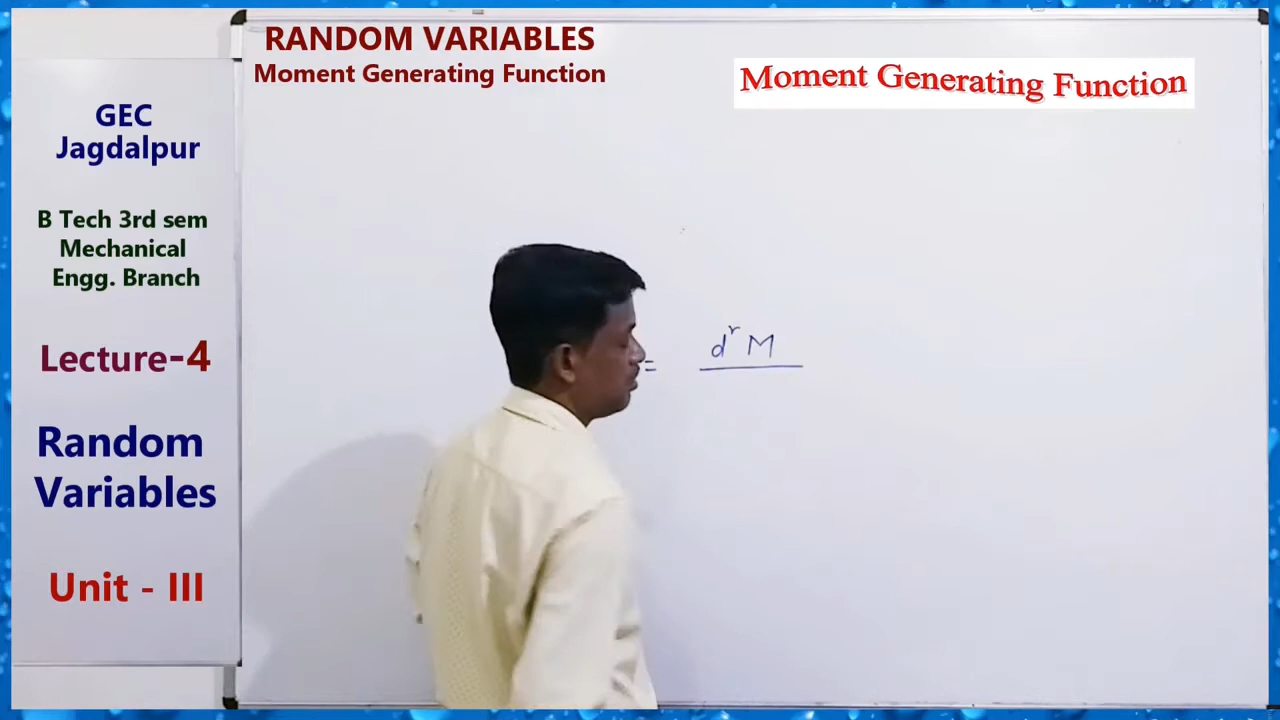 RANDOM VARIABLES
Moment Generating Function
Moment Generating Function
GEC
Jagdalpur
B Tech 3rd sem
Mechanical
Engg. Branch
Lecture-4
Random
Variables
Unit - III
= dʳ M